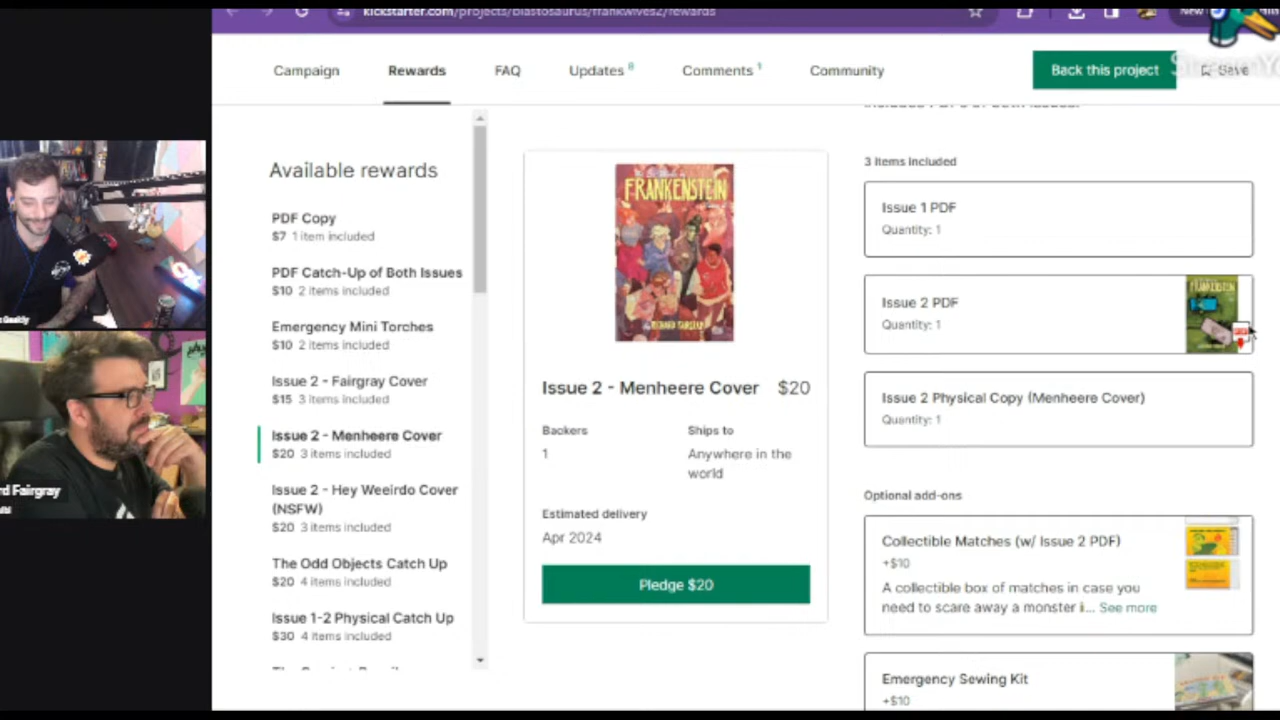 kickstarter.com/projects/blastosaurus/frankwives2/rewards
New
Campaign
Rewards
FAQ
Updates 8
Comments 1
Community
Back this project
Save
Available rewards
PDF Copy
$7 1 item included
PDF Catch-Up of Both Issues
$10 2 items included
Emergency Mini Torches
$10 2 items included
Issue 2 - Fairgray Cover
$15 3 items included
Issue 2 - Menheere Cover
$20 3 items included
Issue 2 - Hey Weeirdo Cover
(NSFW)
$20 3 items included
The Odd Objects Catch Up
$20 4 items included
Issue 1-2 Physical Catch Up
$30 4 items included
FRANKENSTEIN
RICHARD FAIRGRAY
Issue 2 - Menheere Cover $20
Backers
1
Ships to
Anywhere in the
world
Estimated delivery
Apr 2024
Pledge $20
3 items included
Issue 1 PDF
Quantity: 1
Issue 2 PDF
Quantity: 1
FRANKENSTEIN
Issue 2 Physical Copy (Menheere Cover)
Quantity: 1
Optional add-ons
Collectible Matches (w/ Issue 2 PDF)
+$10
A collectible box of matches in case you
need to scare away a monster i... See more
Emergency Sewing Kit
+$10
Geekly
rd Fairgray